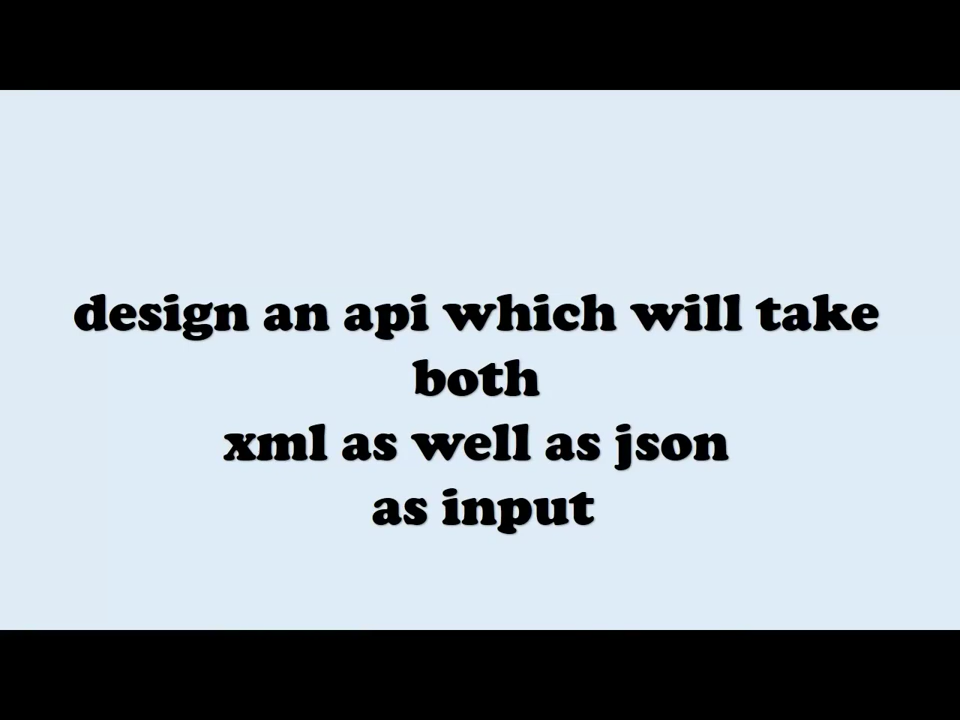 design an api which will take
both
xml as well as json
as input